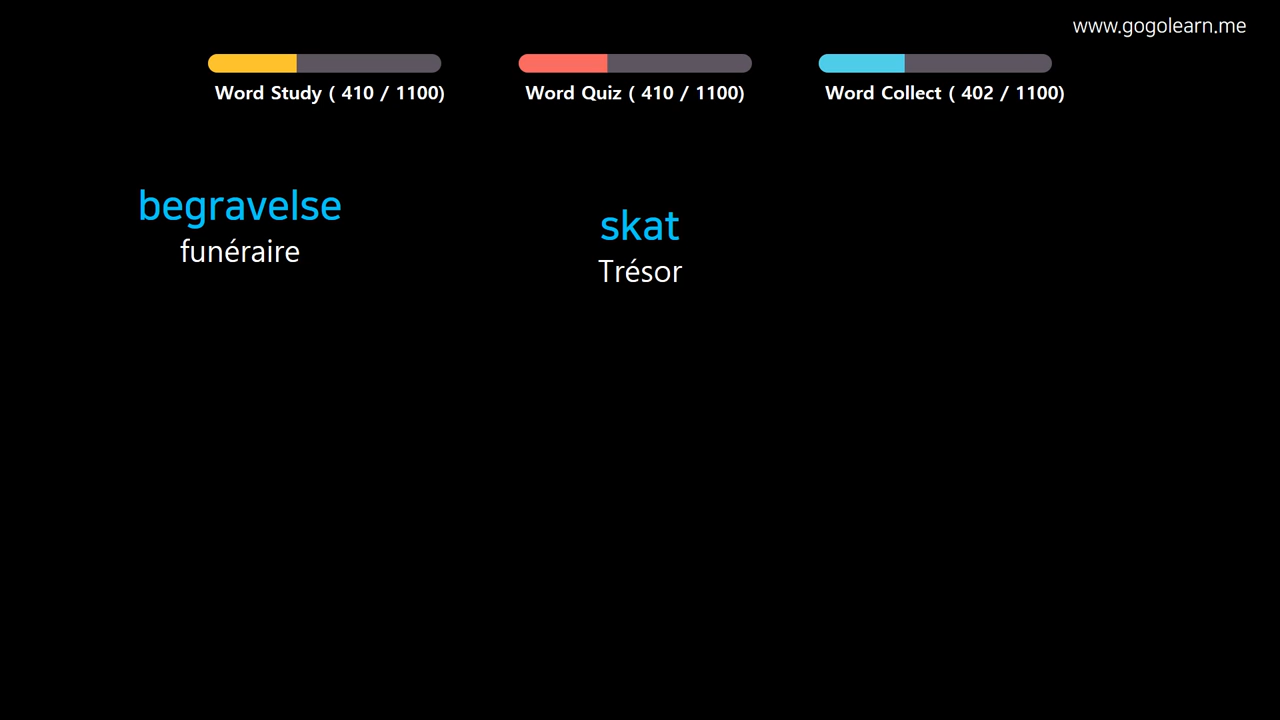 www.gogolearn.me
Word Study ( 410 / 1100)
Word Quiz ( 410 / 1100)
Word Collect ( 402 / 1100)
begravelse
funéraire
skat
Trésor